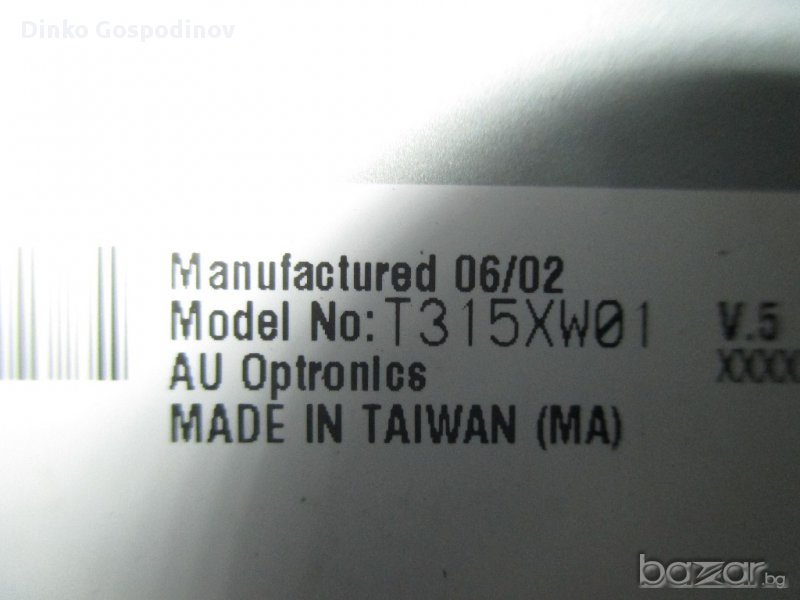 Dinko Gospodinov
Manufactured 06/02
Model No: T315XW01 V.5
AU Optronics
MADE IN TAIWAN (MA)
bazar.bg